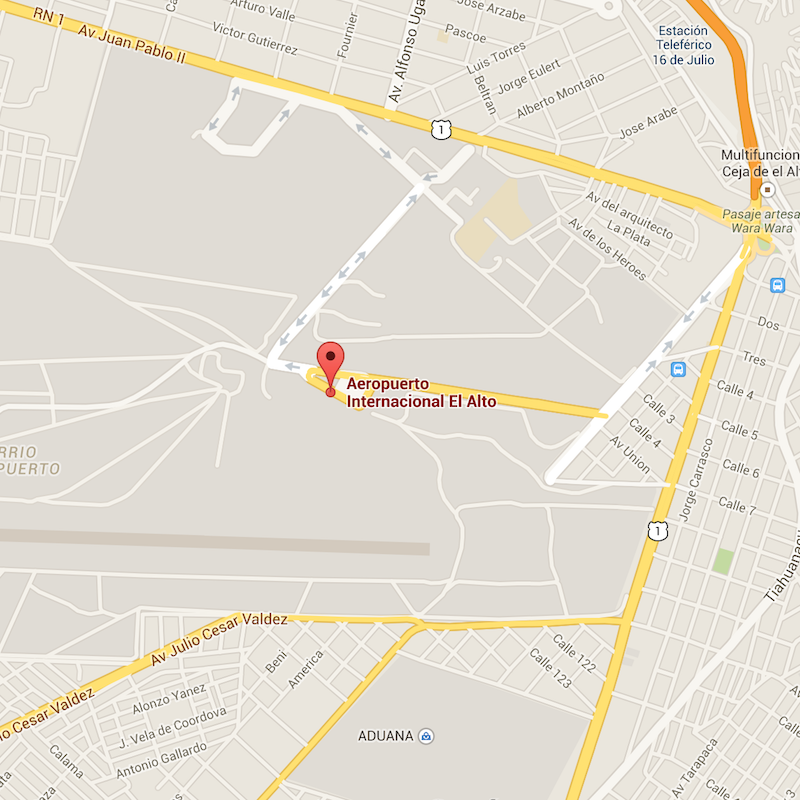 RN 1
Av Juan Pablo II
Arturo Valle
Victor Gutierrez
Fournier
Av. Alfonso Uga
Jose Arzabe
Pascoe
Luis Torres
Jorge Eulert
Beltran
Alberto Montaño
Jose Arabe
Estación
Teleférico
16 de Julio
1
Multifuncion
Ceja de el Al
Pasaje artesa
Wara Wara
Av del arquitecto
La Plata
Av de los Heroes
Dos
Tres
Calle 4
Calle 5
Calle 6
Calle 7
Calle 3
Calle 4
Av Union
Jorge Carrasco
1
Tiahuanacu
Aeropuerto
Internacional El Alto
RRIO
PUERTO
Av Julio Cesar Valdez
io Cesar Valdez
Beni
America
Alonzo Yanez
J. Vela de Coordova
Antonio Gallardo
Calama
Calle 122
Calle 123
ADUANA
Av Tarapaca